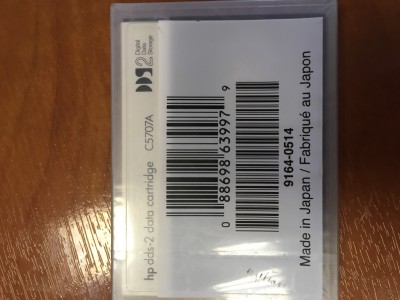 DDS2
Digital
Data
Storage
hp dds-2 data cartridge C5707A
0 88698 63997 9
9164-0514
Made in Japan / Fabriqué au Japon